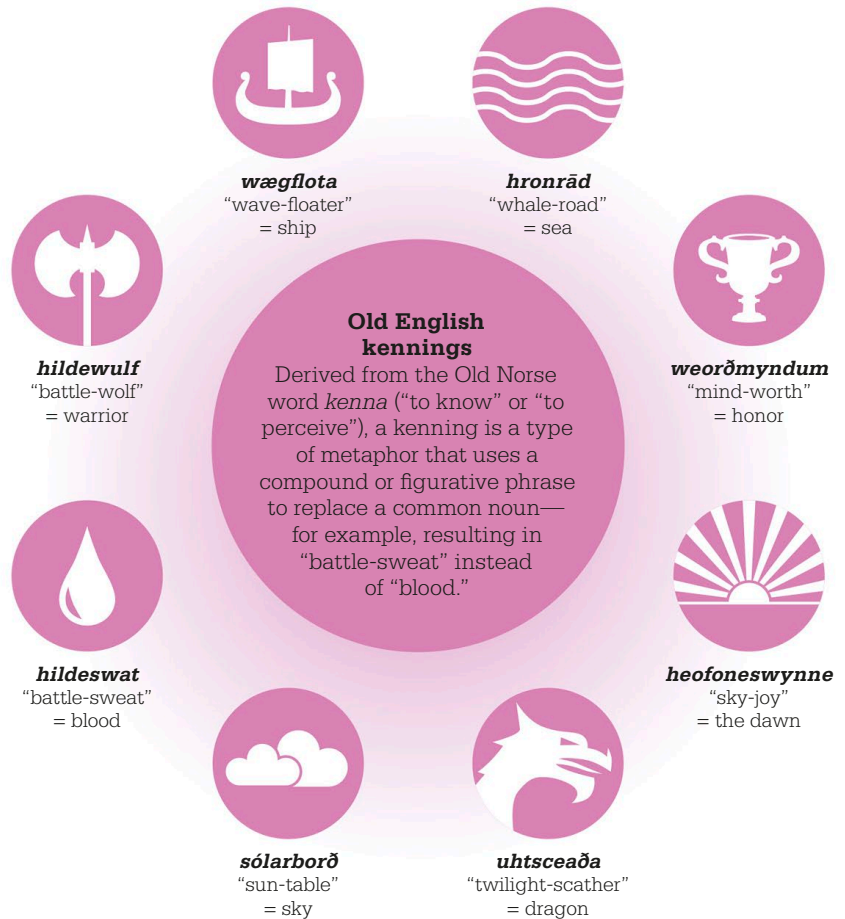 wægflota
“wave-floater”
= ship
hronrād
“whale-road”
= sea
hildewulf
“battle-wolf”
= warrior
weorðmyndum
“mind-worth”
= honor
Old English
kennings
Derived from the Old Norse
word kenna (“to know” or “to
perceive”), a kenning is a type
of metaphor that uses a
compound or figurative phrase
to replace a common noun—
for example, resulting in
“battle-sweat” instead
of “blood.”
hildeswat
“battle-sweat”
= blood
heofoneswynne
“sky-joy”
= the dawn
sólarborð
“sun-table”
= sky
uhtsceaða
“twilight-scather”
= dragon